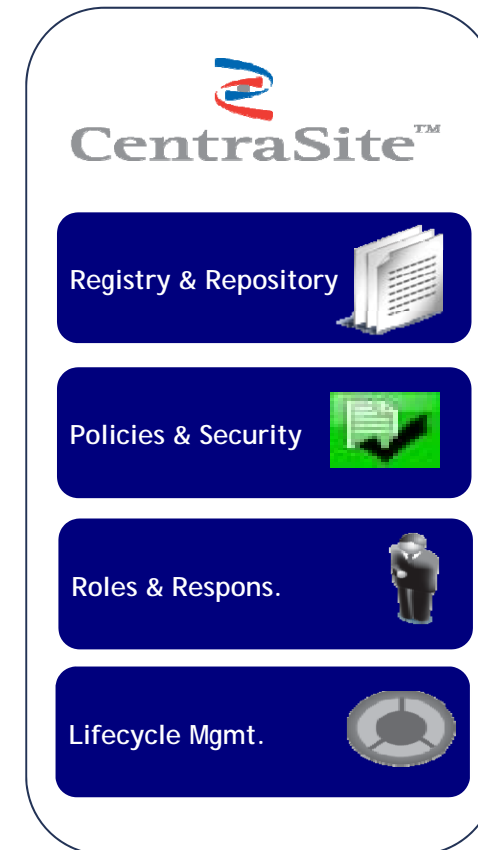 CentraSite™
Registry & Repository
Policies & Security
Roles & Respons.
Lifecycle Mgmt.